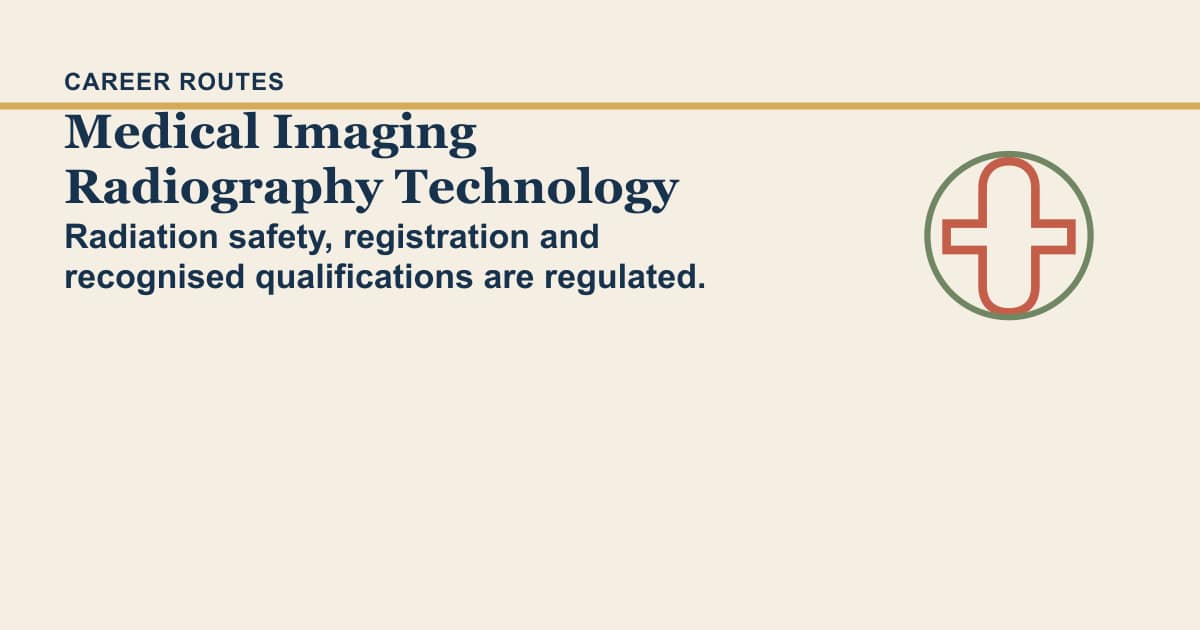 CAREER ROUTES
Medical Imaging
Radiography Technology
Radiation safety, registration and
recognised qualifications are regulated.